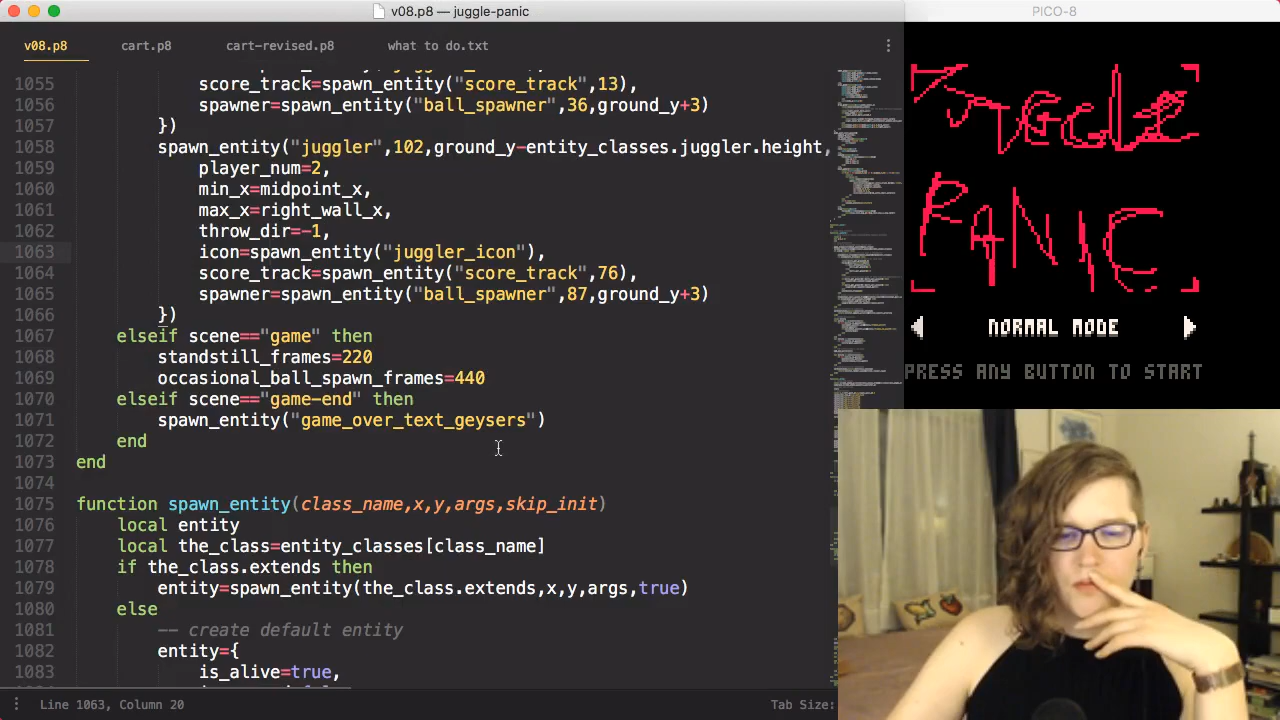 v08.p8 — juggle-panic
PICO-8
v08.p8 cart.p8 cart-revised.p8 what to do.txt
1055 score_track=spawn_entity("score_track",13),
1056 spawner=spawn_entity("ball_spawner",36,ground_y+3)
1057 })
1058 spawn_entity("juggler",102,ground_y-entity_classes.juggler.height,
1059 player_num=2,
1060 min_x=midpoint_x,
1061 max_x=right_wall_x,
1062 throw_dir=-1,
1063 icon=spawn_entity("juggler_icon"),
1064 score_track=spawn_entity("score_track",76),
1065 spawner=spawn_entity("ball_spawner",87,ground_y+3)
1066 })
1067 elseif scene=="game" then
1068 standstill_frames=220
1069 occasional_ball_spawn_frames=440
1070 elseif scene=="game-end" then
1071 spawn_entity("game_over_text_geysers")
1072 end
1073 end
1074
1075 function spawn_entity(class_name,x,y,args,skip_init)
1076 local entity
1077 local the_class=entity_classes[class_name]
1078 if the_class.extends then
1079 entity=spawn_entity(the_class.extends,x,y,args,true)
1080 else
1081 -- create default entity
1082 entity={
1083 is_alive=true,
Line 1063, Column 20
Tab Size:
JUGGLE
PANIC
NORMAL MODE
PRESS ANY BUTTON TO START